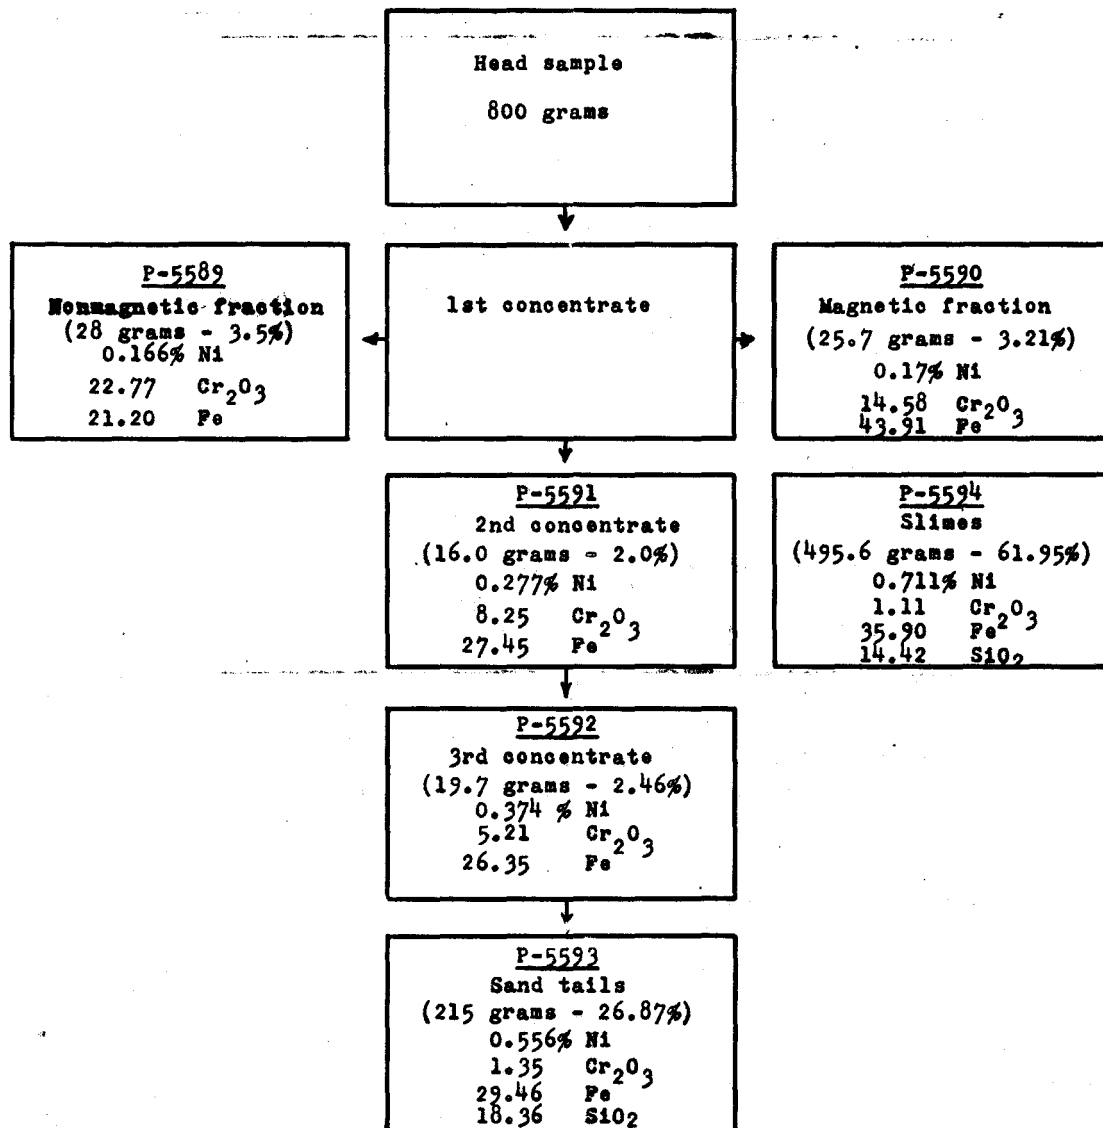 Head sample
800 grams
P-5589
Nonmagnetic fraction
(28 grams - 3.5%)
0.166% Ni
22.77 Cr2O3
21.20 Fe
1st concentrate
P-5590
Magnetic fraction
(25.7 grams - 3.21%)
0.17% Ni
14.58 Cr2O3
43.91 Fe
P-5591
2nd concentrate
(16.0 grams - 2.0%)
0.277% Ni
8.25 Cr2O3
27.45 Fe
P-5594
Slimes
(495.6 grams - 61.95%)
0.711% Ni
1.11 Cr2O3
35.90 Fe
14.42 SiO2
P-5592
3rd concentrate
(19.7 grams - 2.46%)
0.374 % Ni
5.21 Cr2O3
26.35 Fe
P-5593
Sand tails
(215 grams - 26.87%)
0.556% Ni
1.35 Cr2O3
29.46 Fe
18.36 SiO2